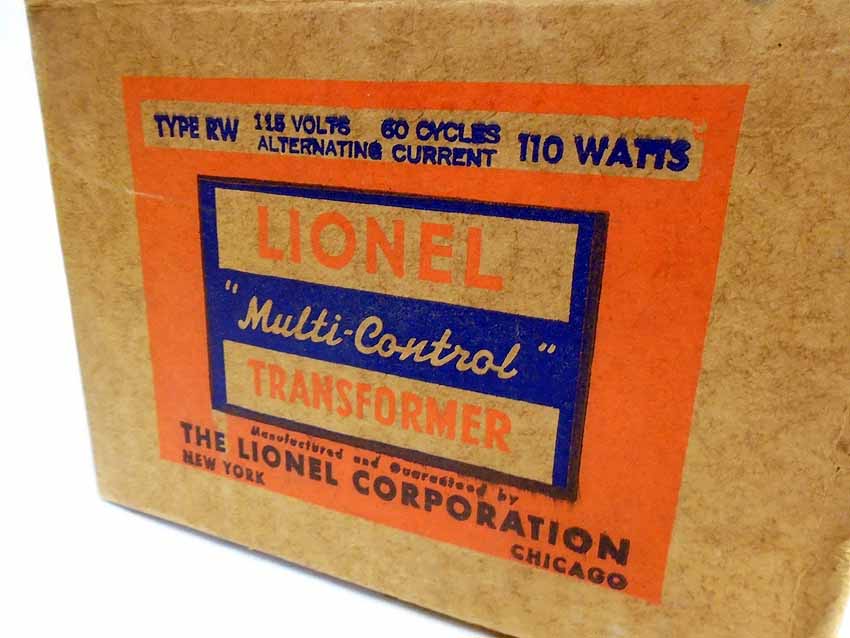 TYPE RW 115 VOLTS 60 CYCLES 110 WATTS
ALTERNATING CURRENT
LIONEL
"Multi-Control"
TRANSFORMER
Manufactured and Guaranteed by
THE LIONEL CORPORATION
NEW YORK CHICAGO